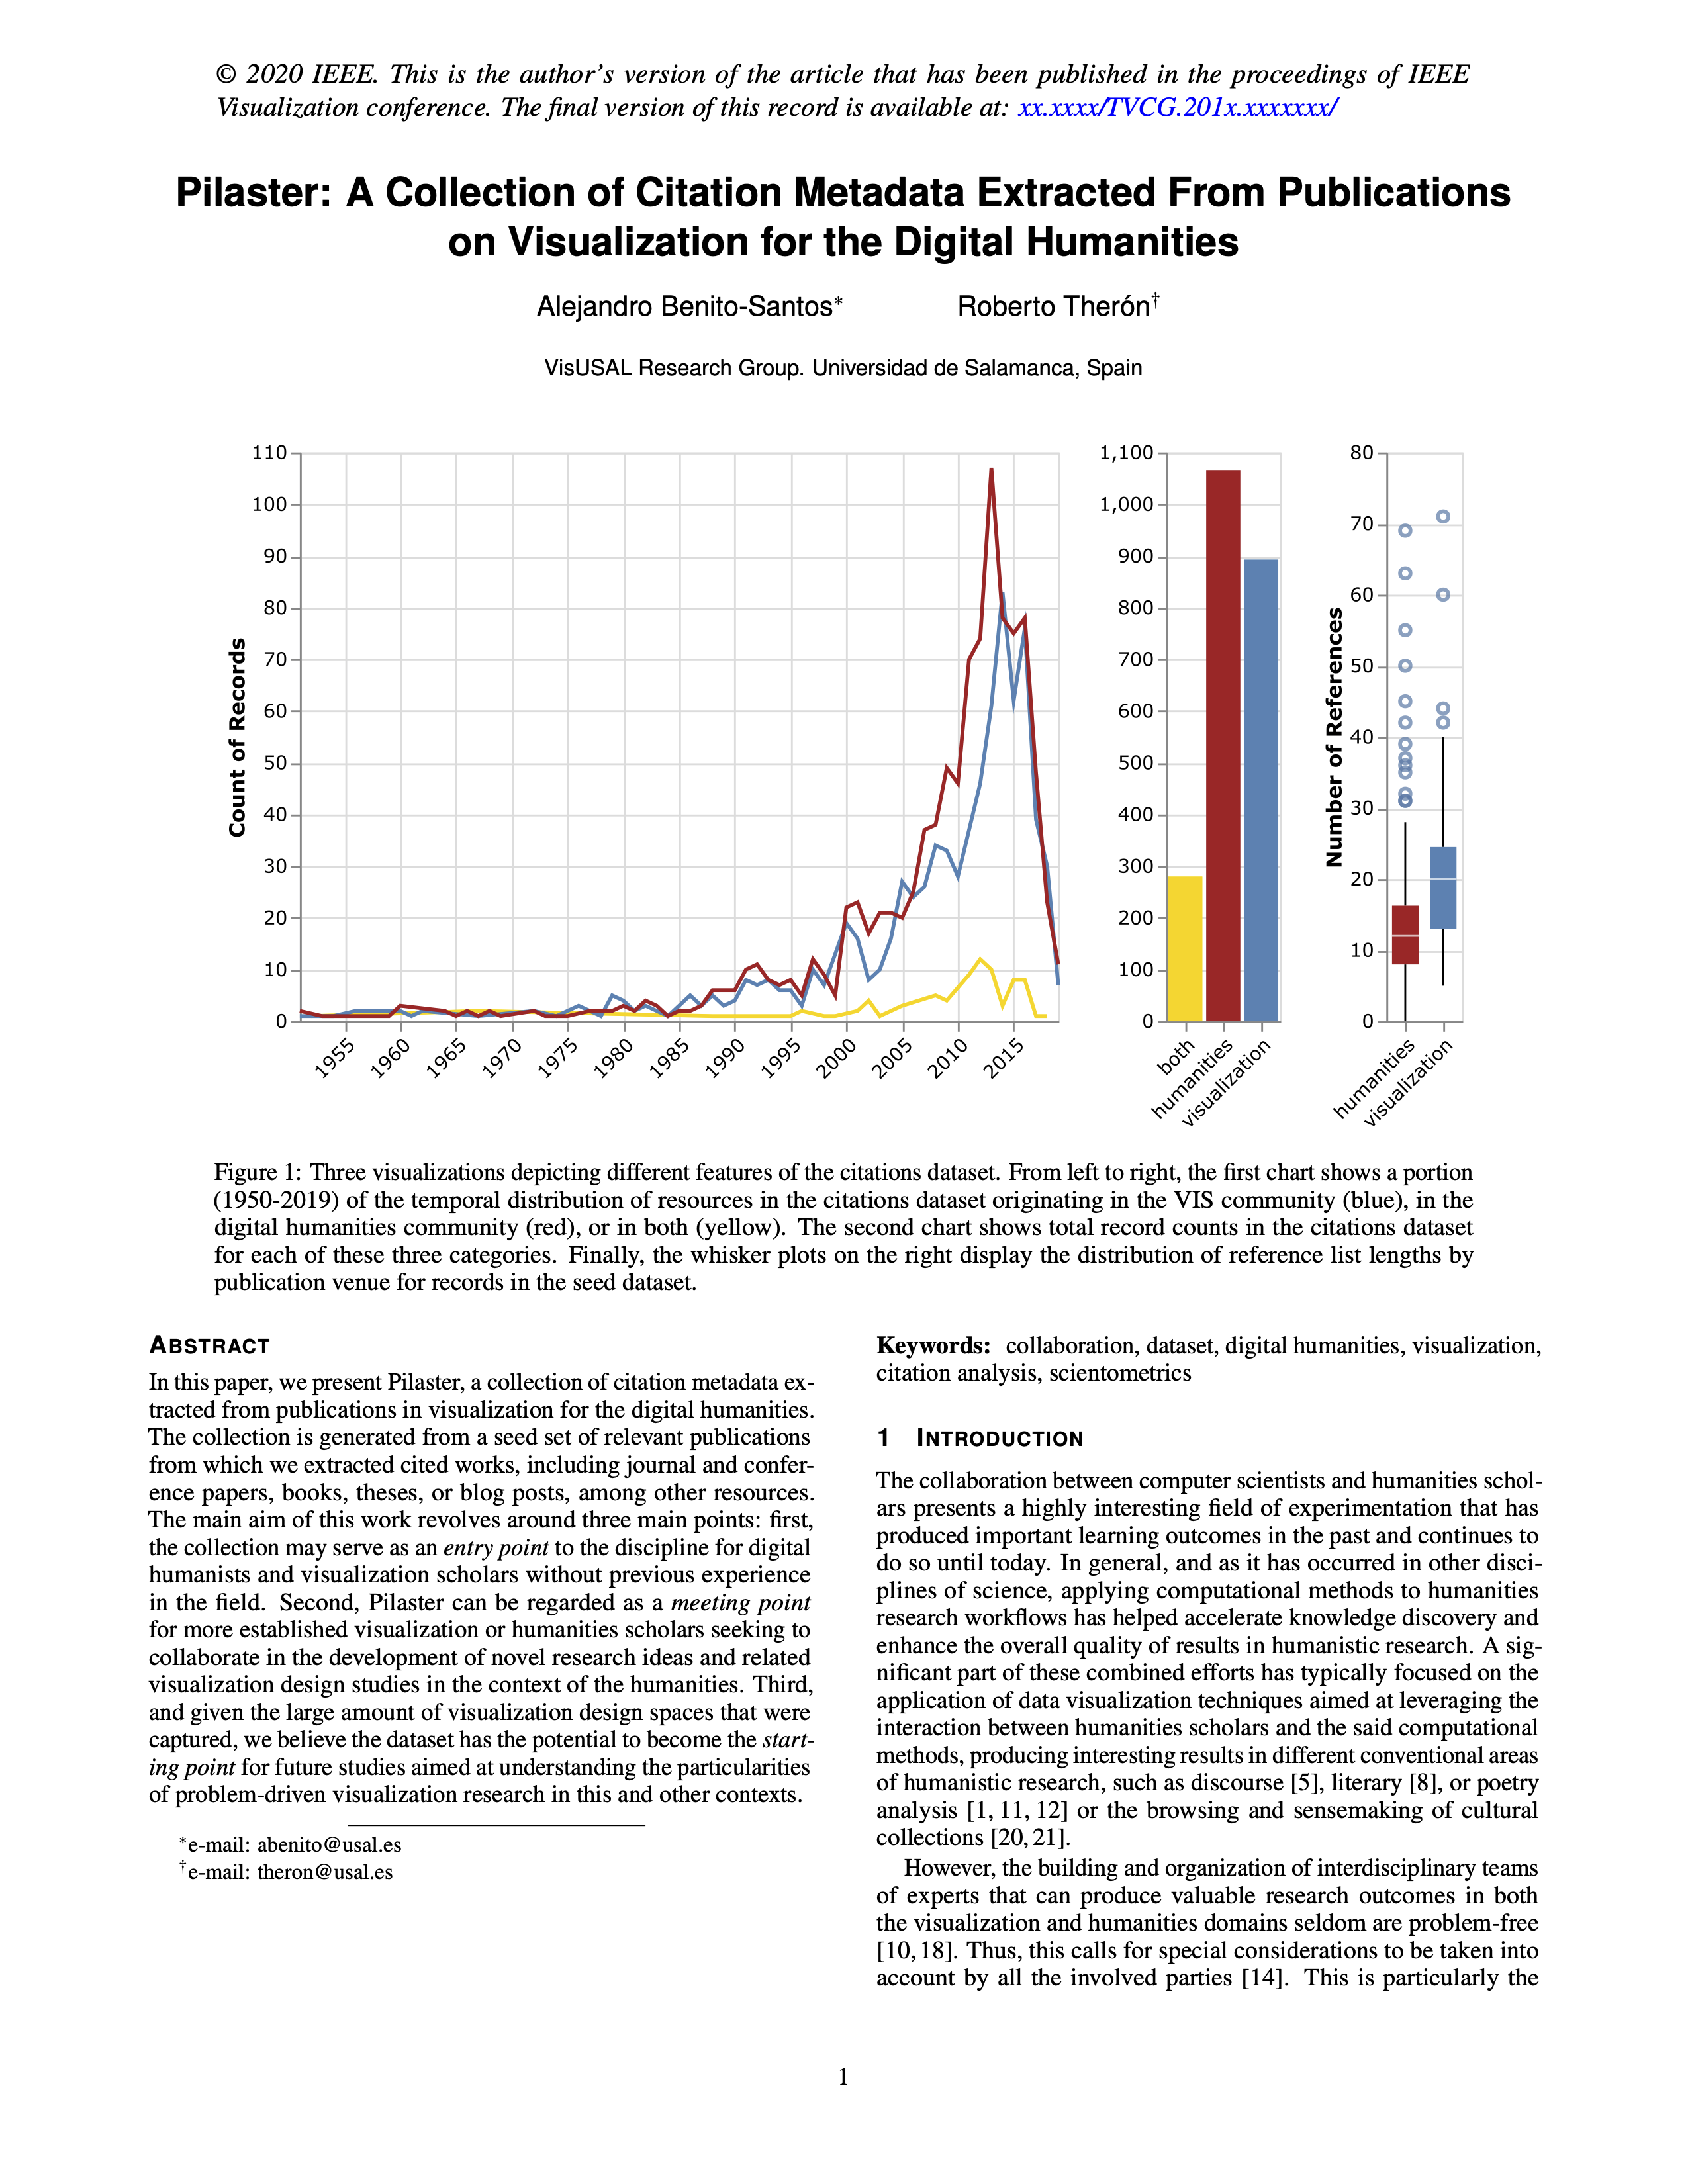 © 2020 IEEE. This is the author’s version of the article that has been published in the proceedings of IEEE
Visualization conference. The final version of this record is available at: xx.xxxx/TVCG.201x.xxxxxxx/
Pilaster: A Collection of Citation Metadata Extracted From Publications
on Visualization for the Digital Humanities
Alejandro Benito-Santos* Roberto Therón†
VisUSAL Research Group. Universidad de Salamanca, Spain
Count of Records
110
100
90
80
70
60
50
40
30
20
10
0
1955 1960 1965 1970 1975 1980 1985 1990 1995 2000 2005 2010 2015
1,100
1,000
900
800
700
600
500
400
300
200
100
0
both humanities visualization
Number of References
80
70
60
50
40
30
20
10
0
humanities visualization
Figure 1: Three visualizations depicting different features of the citations dataset. From left to right, the first chart shows a portion
(1950-2019) of the temporal distribution of resources in the citations dataset originating in the VIS community (blue), in the
digital humanities community (red), or in both (yellow). The second chart shows total record counts in the citations dataset
for each of these three categories. Finally, the whisker plots on the right display the distribution of reference list lengths by
publication venue for records in the seed dataset.
ABSTRACT
In this paper, we present Pilaster, a collection of citation metadata ex-
tracted from publications in visualization for the digital humanities.
The collection is generated from a seed set of relevant publications
from which we extracted cited works, including journal and confer-
ence papers, books, theses, or blog posts, among other resources.
The main aim of this work revolves around three main points: first,
the collection may serve as an entry point to the discipline for digital
humanists and visualization scholars without previous experience
in the field. Second, Pilaster can be regarded as a meeting point
for more established visualization or humanities scholars seeking to
collaborate in the development of novel research ideas and related
visualization design studies in the context of the humanities. Third,
and given the large amount of visualization design spaces that were
captured, we believe the dataset has the potential to become the start-
ing point for future studies aimed at understanding the particularities
of problem-driven visualization research in this and other contexts.
*e-mail: abenito@usal.es
†e-mail: theron@usal.es
Keywords: collaboration, dataset, digital humanities, visualization,
citation analysis, scientometrics
1 INTRODUCTION
The collaboration between computer scientists and humanities schol-
ars presents a highly interesting field of experimentation that has
produced important learning outcomes in the past and continues to
do so until today. In general, and as it has occurred in other disci-
plines of science, applying computational methods to humanities
research workflows has helped accelerate knowledge discovery and
enhance the overall quality of results in humanistic research. A sig-
nificant part of these combined efforts has typically focused on the
application of data visualization techniques aimed at leveraging the
interaction between humanities scholars and the said computational
methods, producing interesting results in different conventional areas
of humanistic research, such as discourse [5], literary [8], or poetry
analysis [1, 11, 12] or the browsing and sensemaking of cultural
collections [20, 21].
However, the building and organization of interdisciplinary teams
of experts that can produce valuable research outcomes in both
the visualization and humanities domains seldom are problem-free
[10, 18]. Thus, this calls for special considerations to be taken into
account by all the involved parties [14]. This is particularly the
1